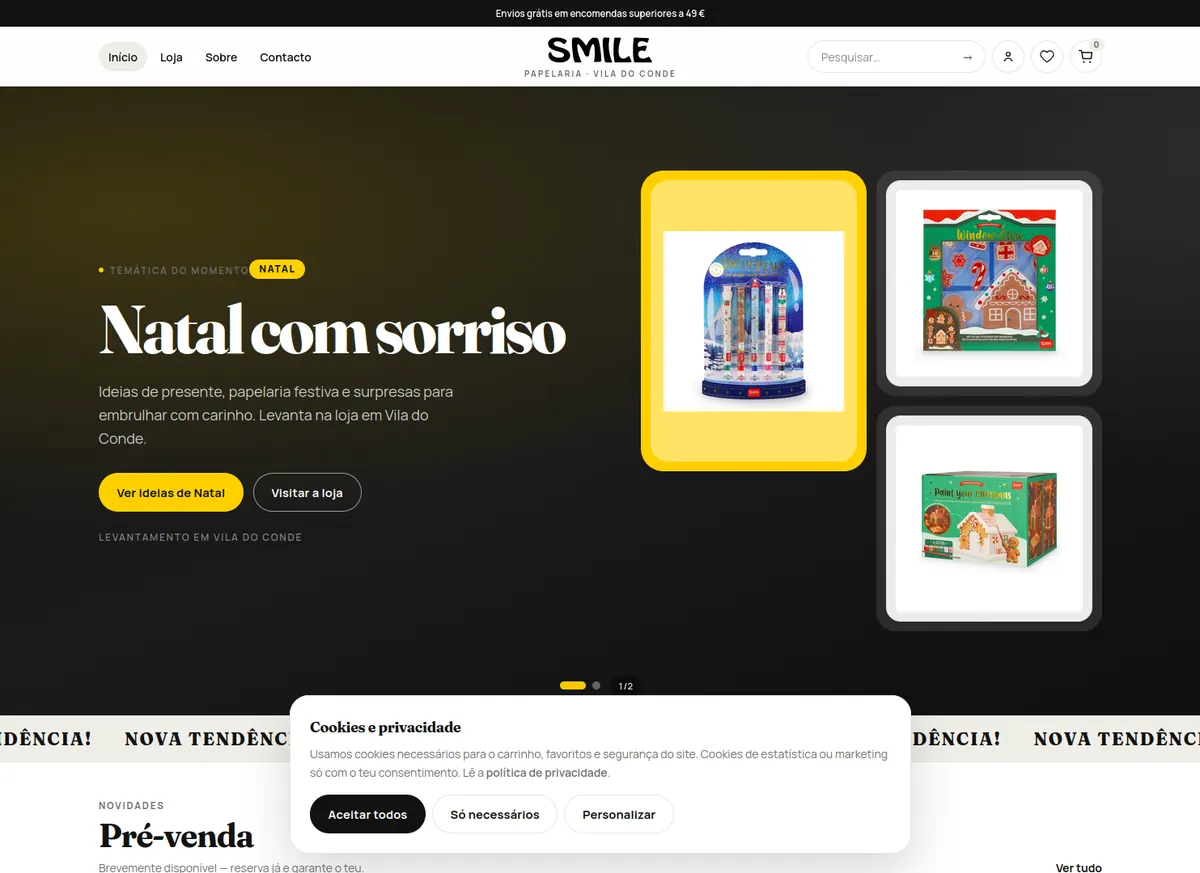 Envios grátis em encomendas superiores a 49 €
Início
Loja
Sobre
Contacto
SMILE
PAPELARIA · VILA DO CONDE
Pesquisar...
→
0
TEMÁTICA DO MOMENTO
NATAL
Natal com sorriso
Ideias de presente, papelaria festiva e surpresas para
embrulhar com carinho. Levanta na loja em Vila do
Conde.
Ver ideias de Natal
Visitar a loja
LEVANTAMENTO EM VILA DO CONDE
Paint your Christmas
1/2
DÊNCIA!
NOVA TENDÊNC
DÊNCIA!
NOVA TENDÊNC
Cookies e privacidade
Usamos cookies necessários para o carrinho, favoritos e segurança do site. Cookies de estatística ou marketing
só com o teu consentimento. Lê a política de privacidade.
Aceitar todos
Só necessários
Personalizar
NOVIDADES
Pré-venda
Brevemente disponível — reserva já e garante o teu.
Ver tudo